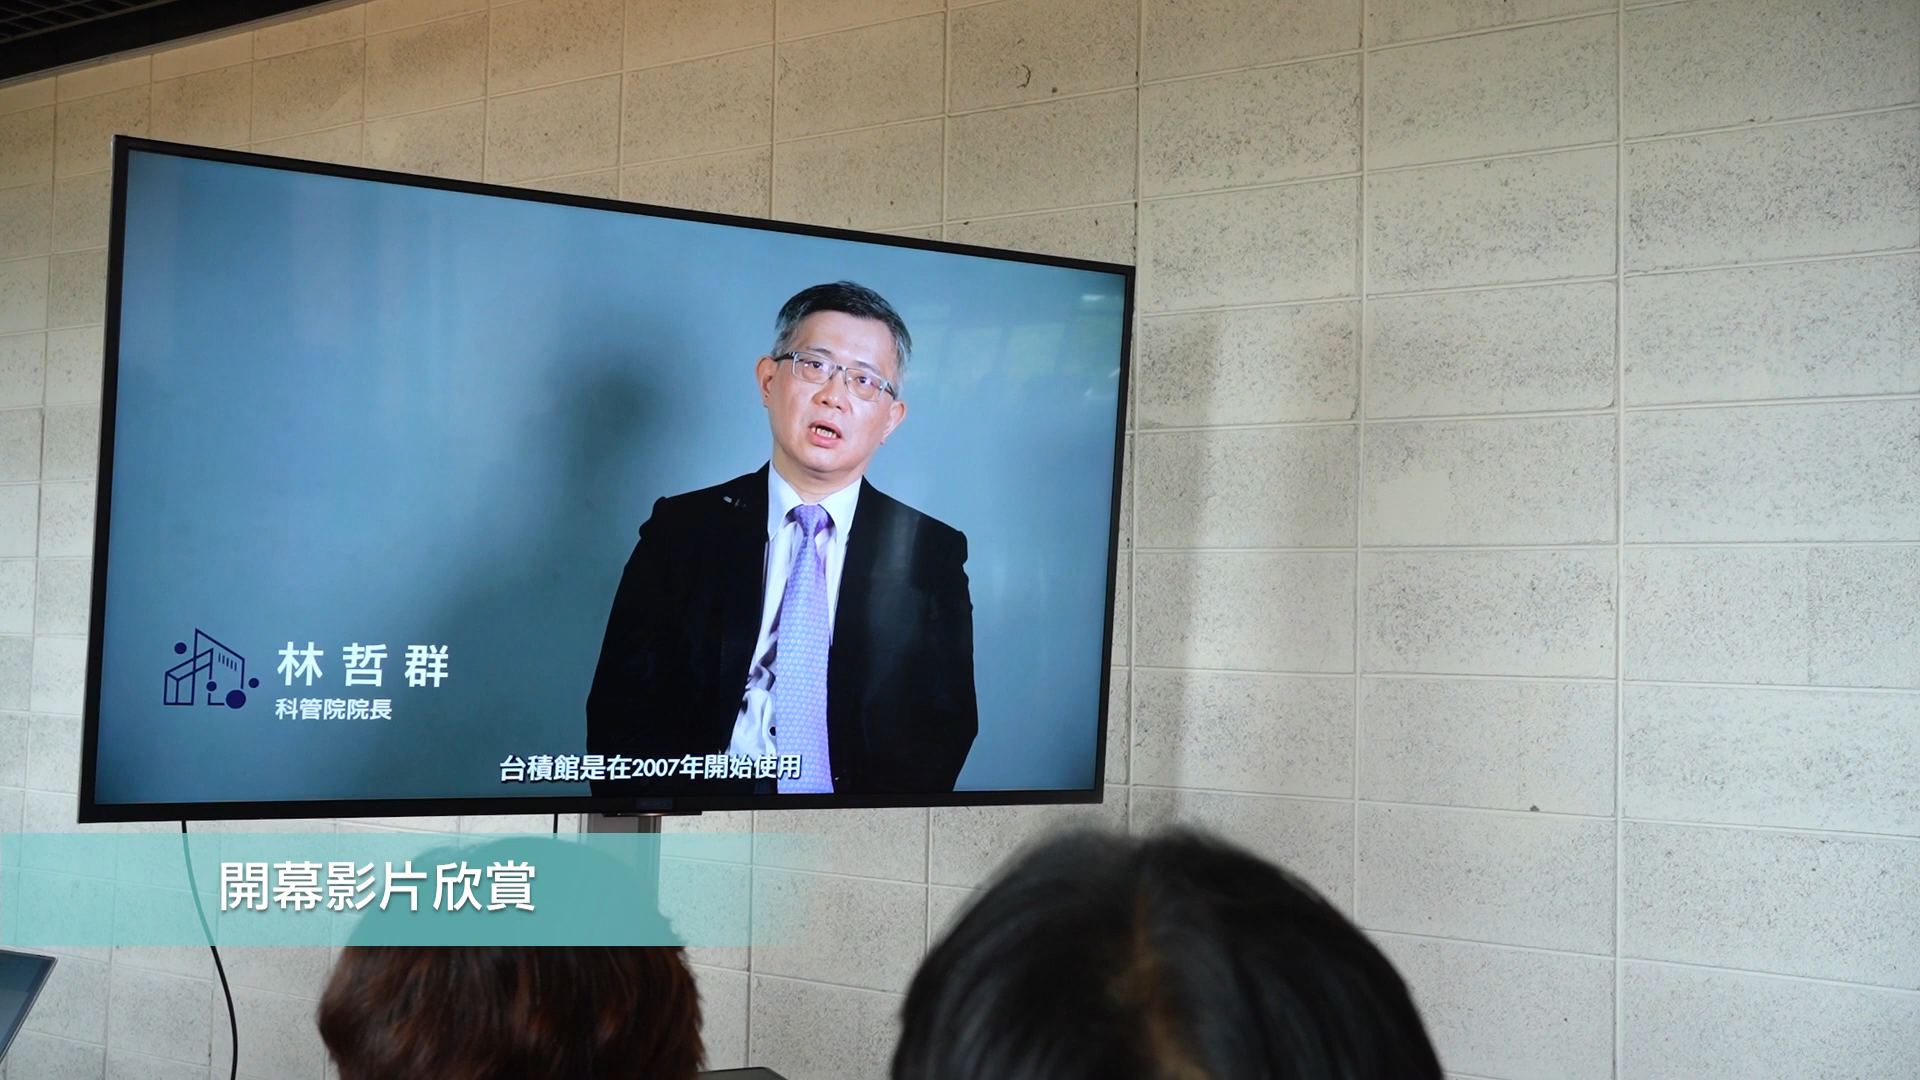 林哲群
科管院院長
台積館是在2007年開始使用
開幕影片欣賞